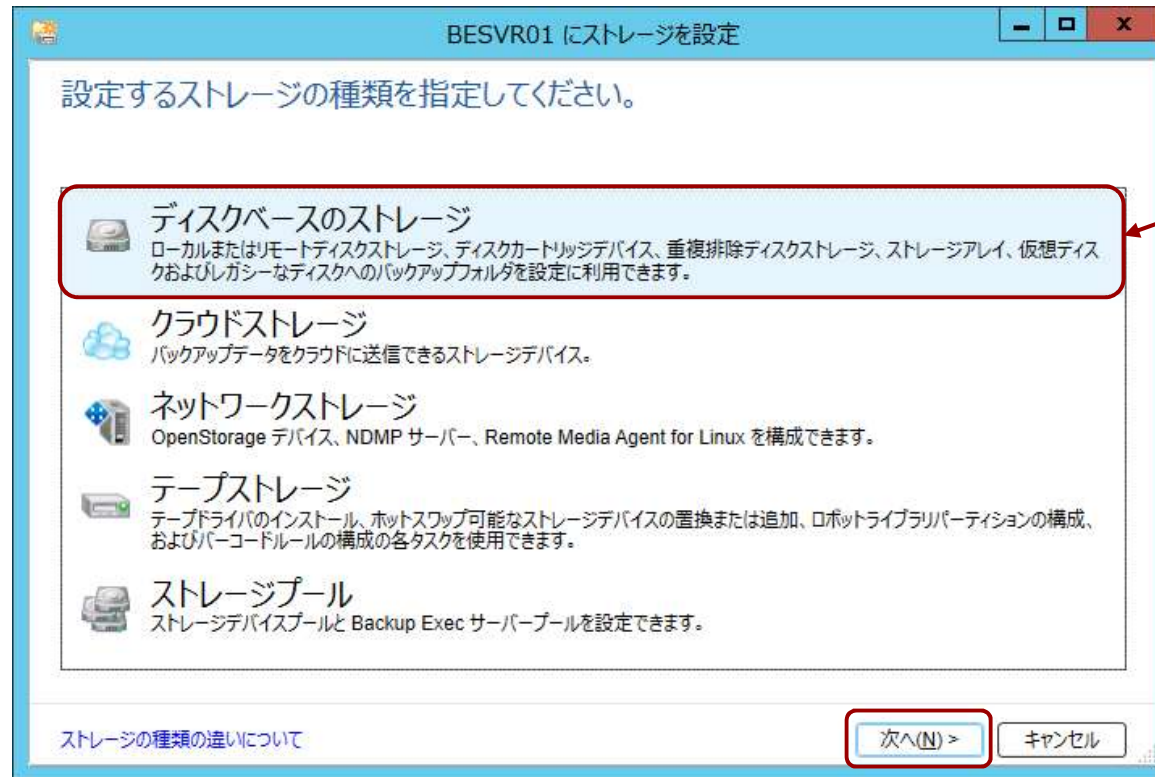 BESVR01 にストレージを設定
設定するストレージの種類を指定してください。
ディスクベースのストレージ
ローカルまたはリモートディスクストレージ、ディスクカートリッジデバイス、重複排除ディスクストレージ、ストレージアレイ、仮想ディス
クおよびレガシーなディスクへのバックアップフォルダを設定に利用できます。
クラウドストレージ
バックアップデータをクラウドに送信できるストレージデバイス。
ネットワークストレージ
OpenStorage デバイス、NDMP サーバー、Remote Media Agent for Linux を構成できます。
テープストレージ
テープドライバのインストール、ホットスワップ可能なストレージデバイスの置換または追加、ロボットライブラリパーティションの構成、
およびバーコードルールの構成の各タスクを使用できます。
ストレージプール
ストレージデバイスプールと Backup Exec サーバープールを設定できます。
ストレージの種類の違いについて
次へ(N) >
キャンセル